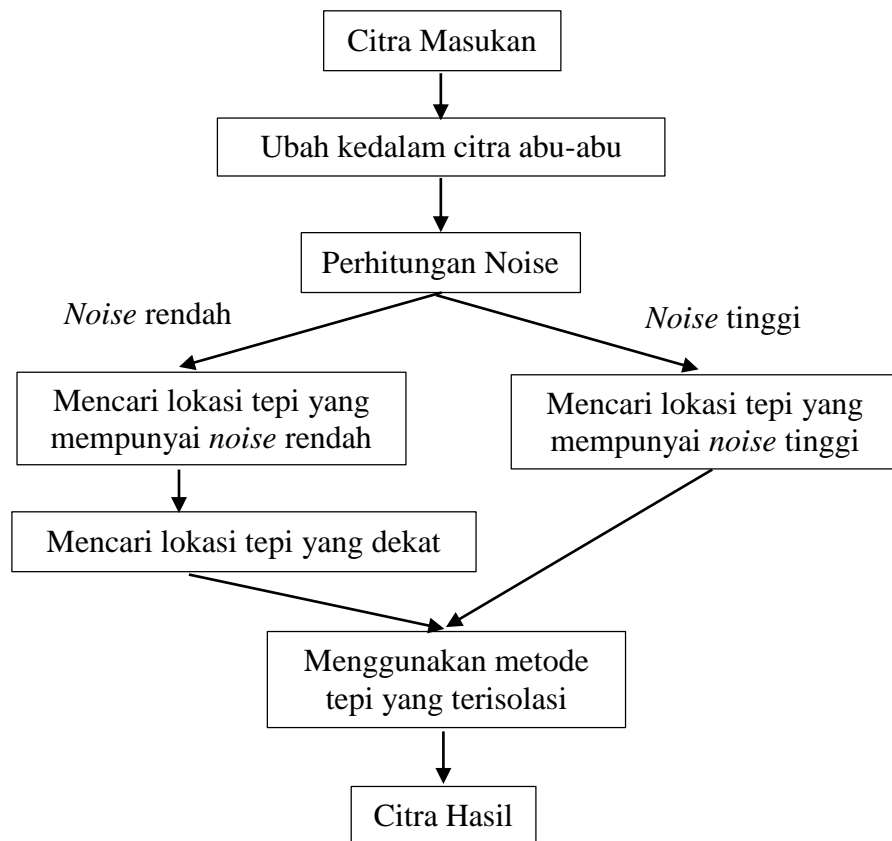 Citra Masukan
Ubah kedalam citra abu-abu
Perhitungan Noise
Noise rendah
Noise tinggi
Mencari lokasi tepi yang
mempunyai noise rendah
Mencari lokasi tepi yang
mempunyai noise tinggi
Mencari lokasi tepi yang dekat
Menggunakan metode
tepi yang terisolasi
Citra Hasil